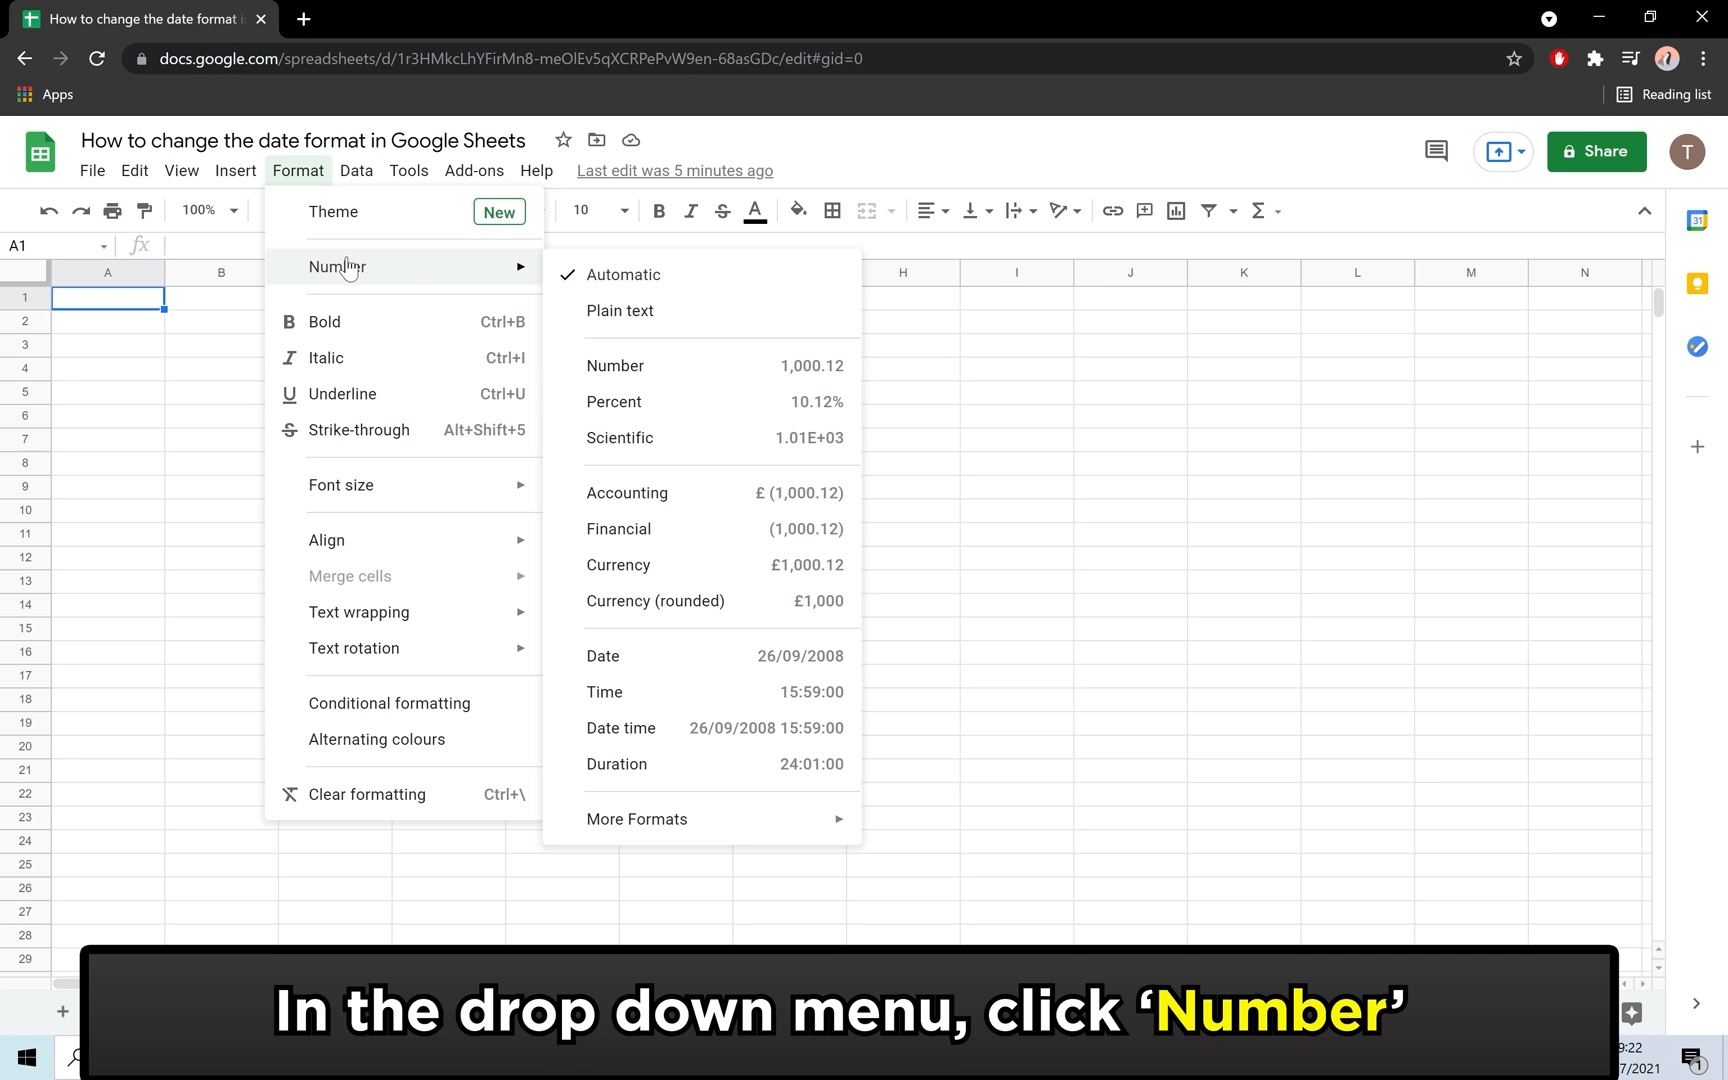 How to change the date format i
docs.google.com/spreadsheets/d/1r3HMkcLhYFirMn8-meOlEv5qXCRPePvW9en-68asGDc/edit#gid=0
Apps
Reading list
How to change the date format in Google Sheets
File Edit View Insert Format Data Tools Add-ons Help Last edit was 5 minutes ago
Share
T
100%
10
B I S A
31
A1
fx
A B H I J K L M N
Theme New
Number
Bold Ctrl+B
Italic Ctrl+I
Underline Ctrl+U
Strike-through Alt+Shift+5
Font size
Align
Merge cells
Text wrapping
Text rotation
Conditional formatting
Alternating colours
Clear formatting Ctrl+\
Automatic
Plain text
Number 1,000.12
Percent 10.12%
Scientific 1.01E+03
Accounting £ (1,000.12)
Financial (1,000.12)
Currency £1,000.12
Currency (rounded) £1,000
Date 26/09/2008
Time 15:59:00
Date time 26/09/2008 15:59:00
Duration 24:01:00
More Formats
1
2
3
4
5
6
7
8
9
10
11
12
13
14
15
16
17
18
19
20
21
22
23
24
25
26
27
28
29
In the drop down menu, click ‘Number’
9:22
7/2021
1